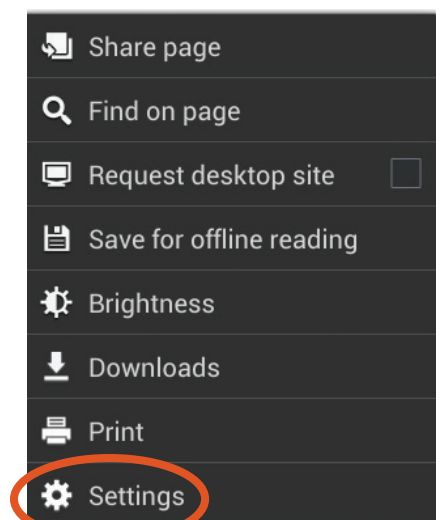 Share page
Find on page
Request desktop site
Save for offline reading
Brightness
Downloads
Print
Settings